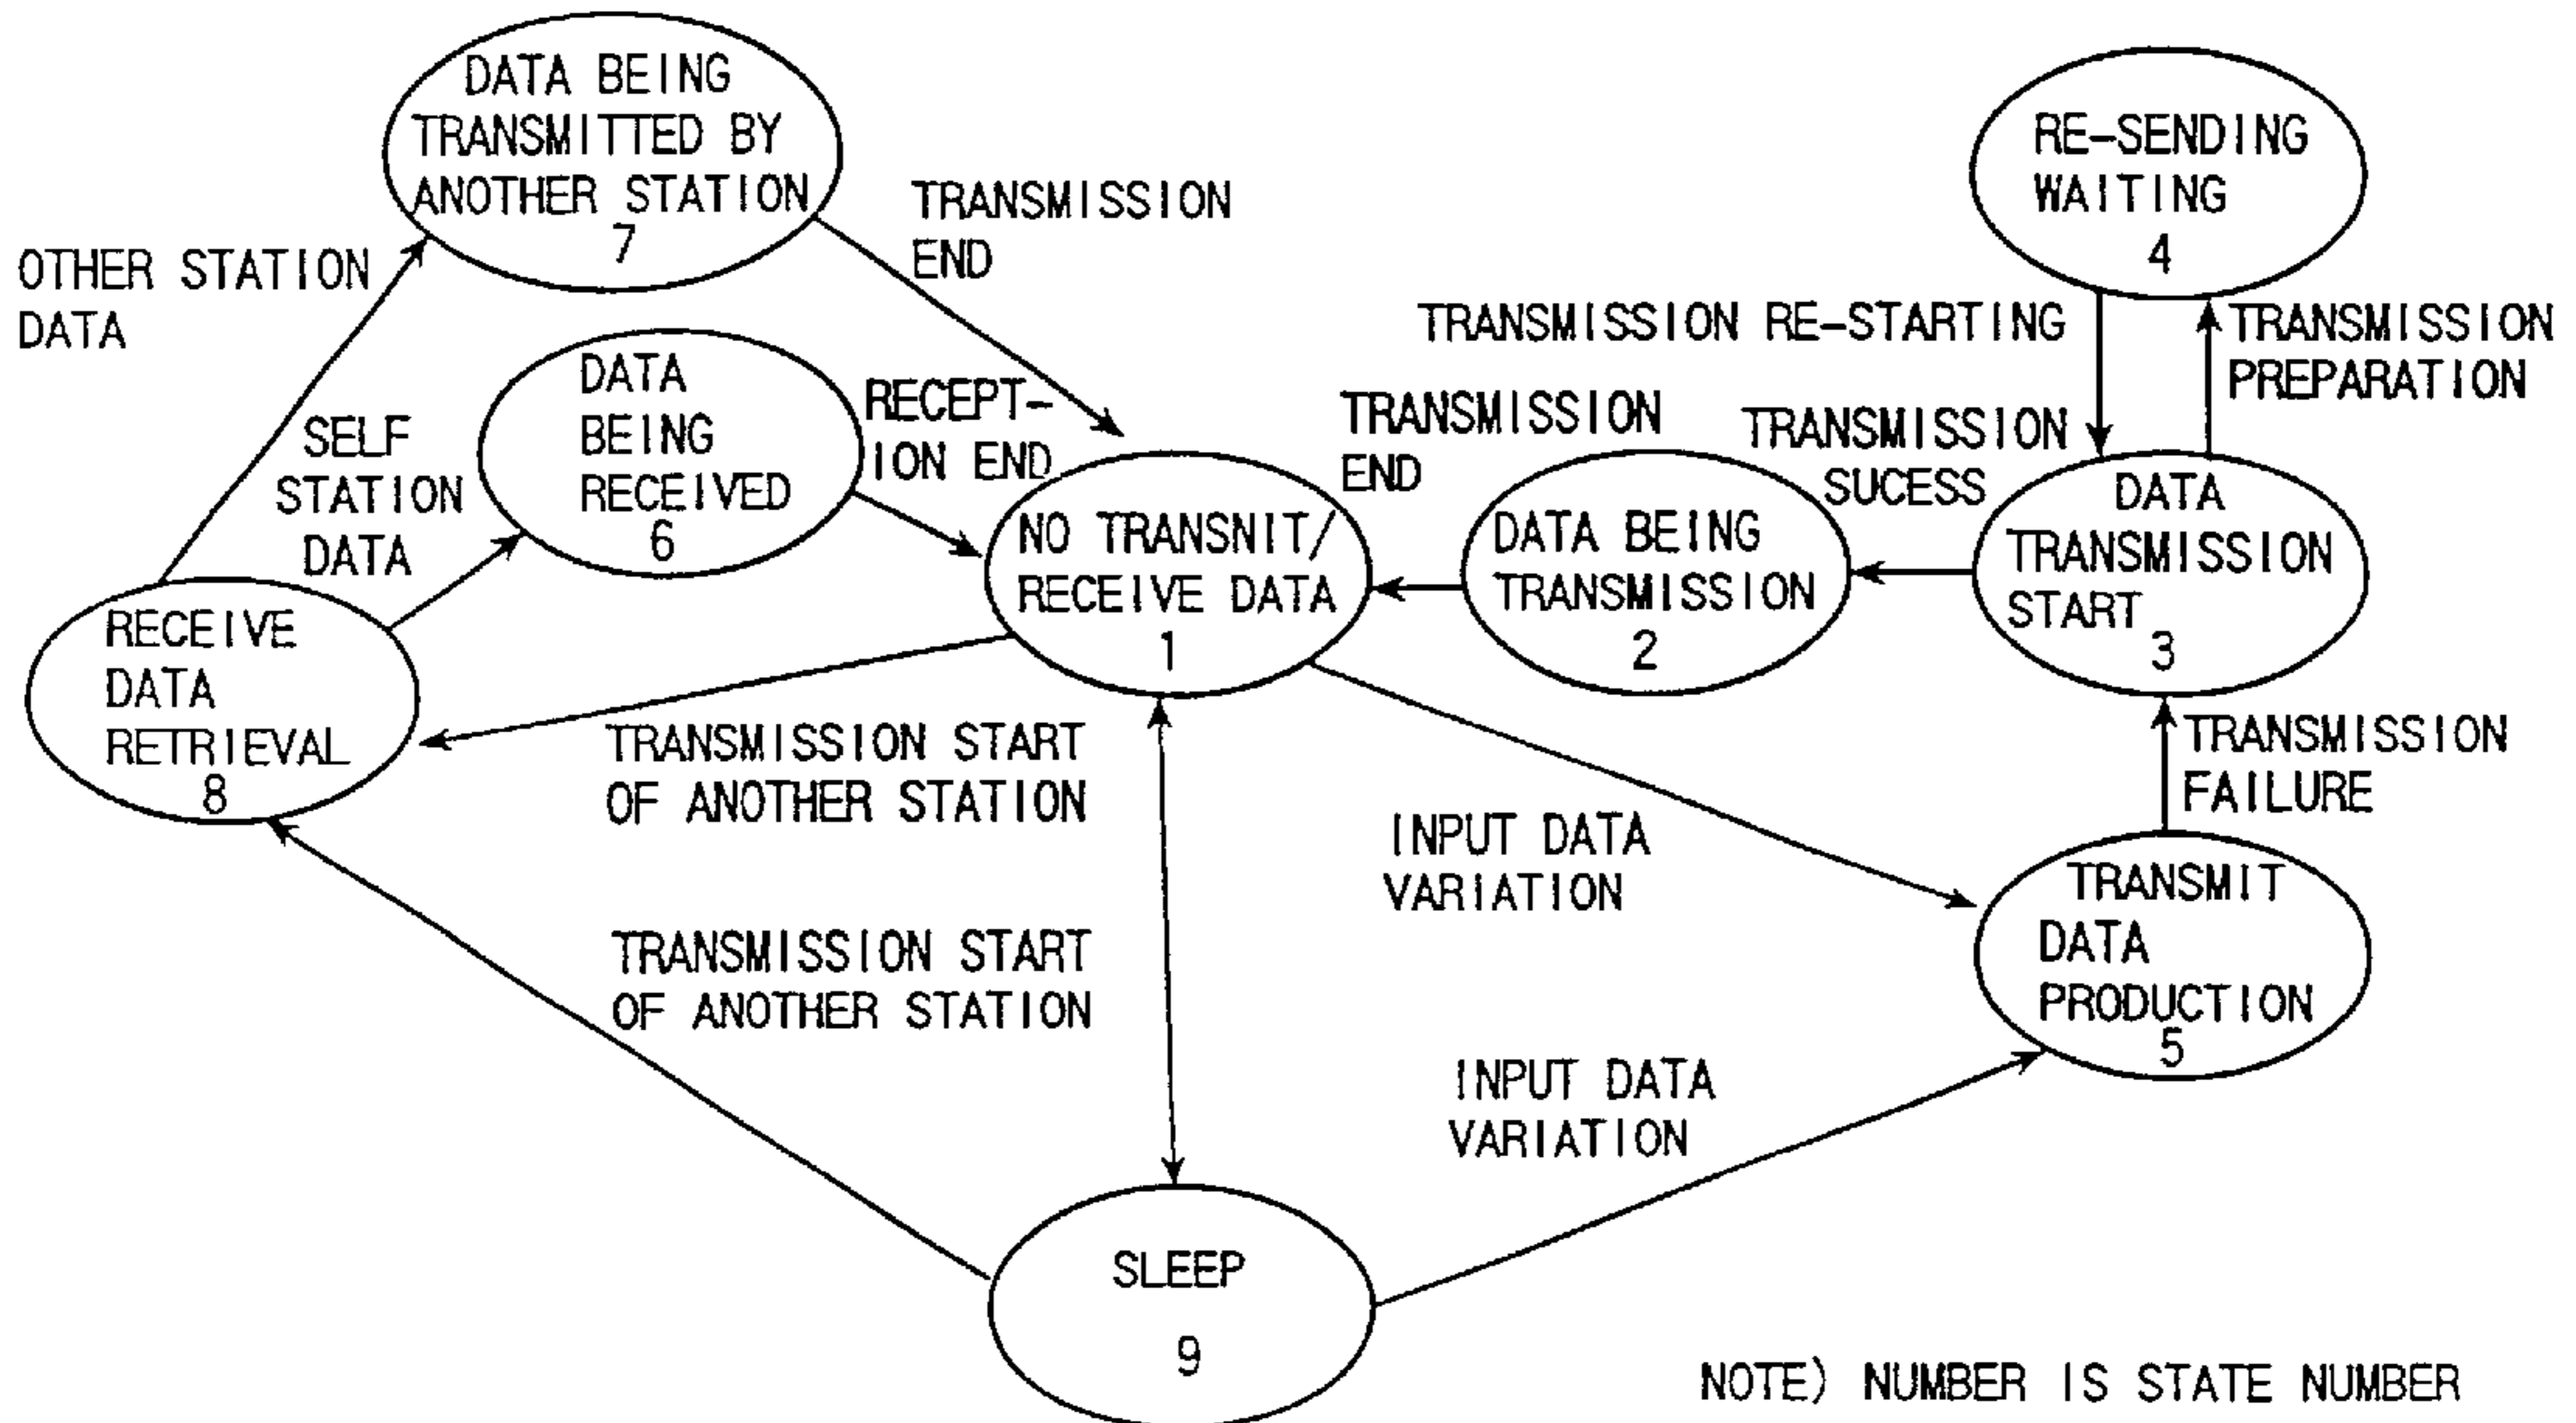 DATA BEING
TRANSMITTED BY
ANOTHER STATION
7
RE-SENDING
WAITING
4
TRANSMISSION
END
OTHER STATION
DATA
TRANSMISSION RE-STARTING
TRANSMISSION
PREPARATION
DATA
BEING
RECEIVED
6
RECEPT-
ION END
SELF
STATION
DATA
TRANSMISSION
END
TRANSMISSION
SUCESS
NO TRANSNIT/
RECEIVE DATA
1
DATA BEING
TRANSMISSION
2
DATA
TRANSMISSION
START
3
RECEIVE
DATA
RETRIEVAL
8
TRANSMISSION START
OF ANOTHER STATION
TRANSMISSION
FAILURE
INPUT DATA
VARIATION
TRANSMIT
DATA
PRODUCTION
5
TRANSMISSION START
OF ANOTHER STATION
INPUT DATA
VARIATION
SLEEP
9
NOTE) NUMBER IS STATE NUMBER